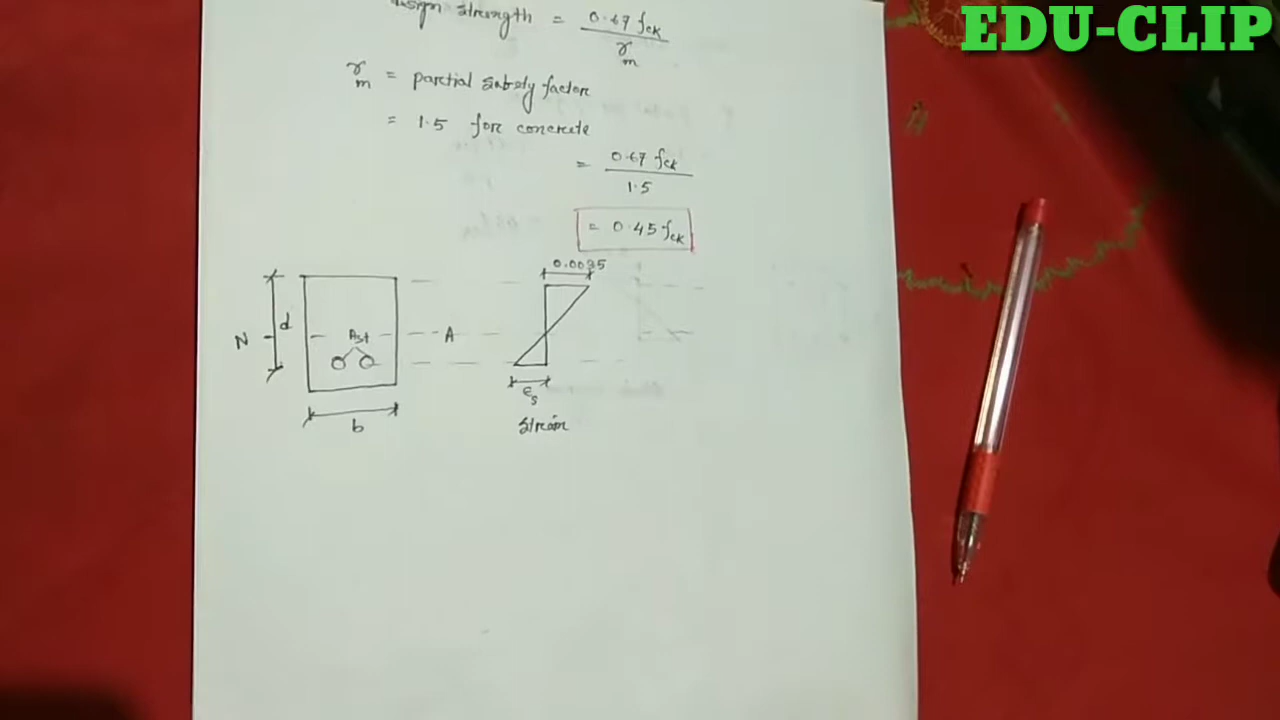 EDU-CLIP
strength = 0.67 fck / γm
γm = partial safety factor
= 1.5 for concrete
= 0.67 fck / 1.5
= 0.45 fck
0.0035
d
N
Ast
A
es
b
strain